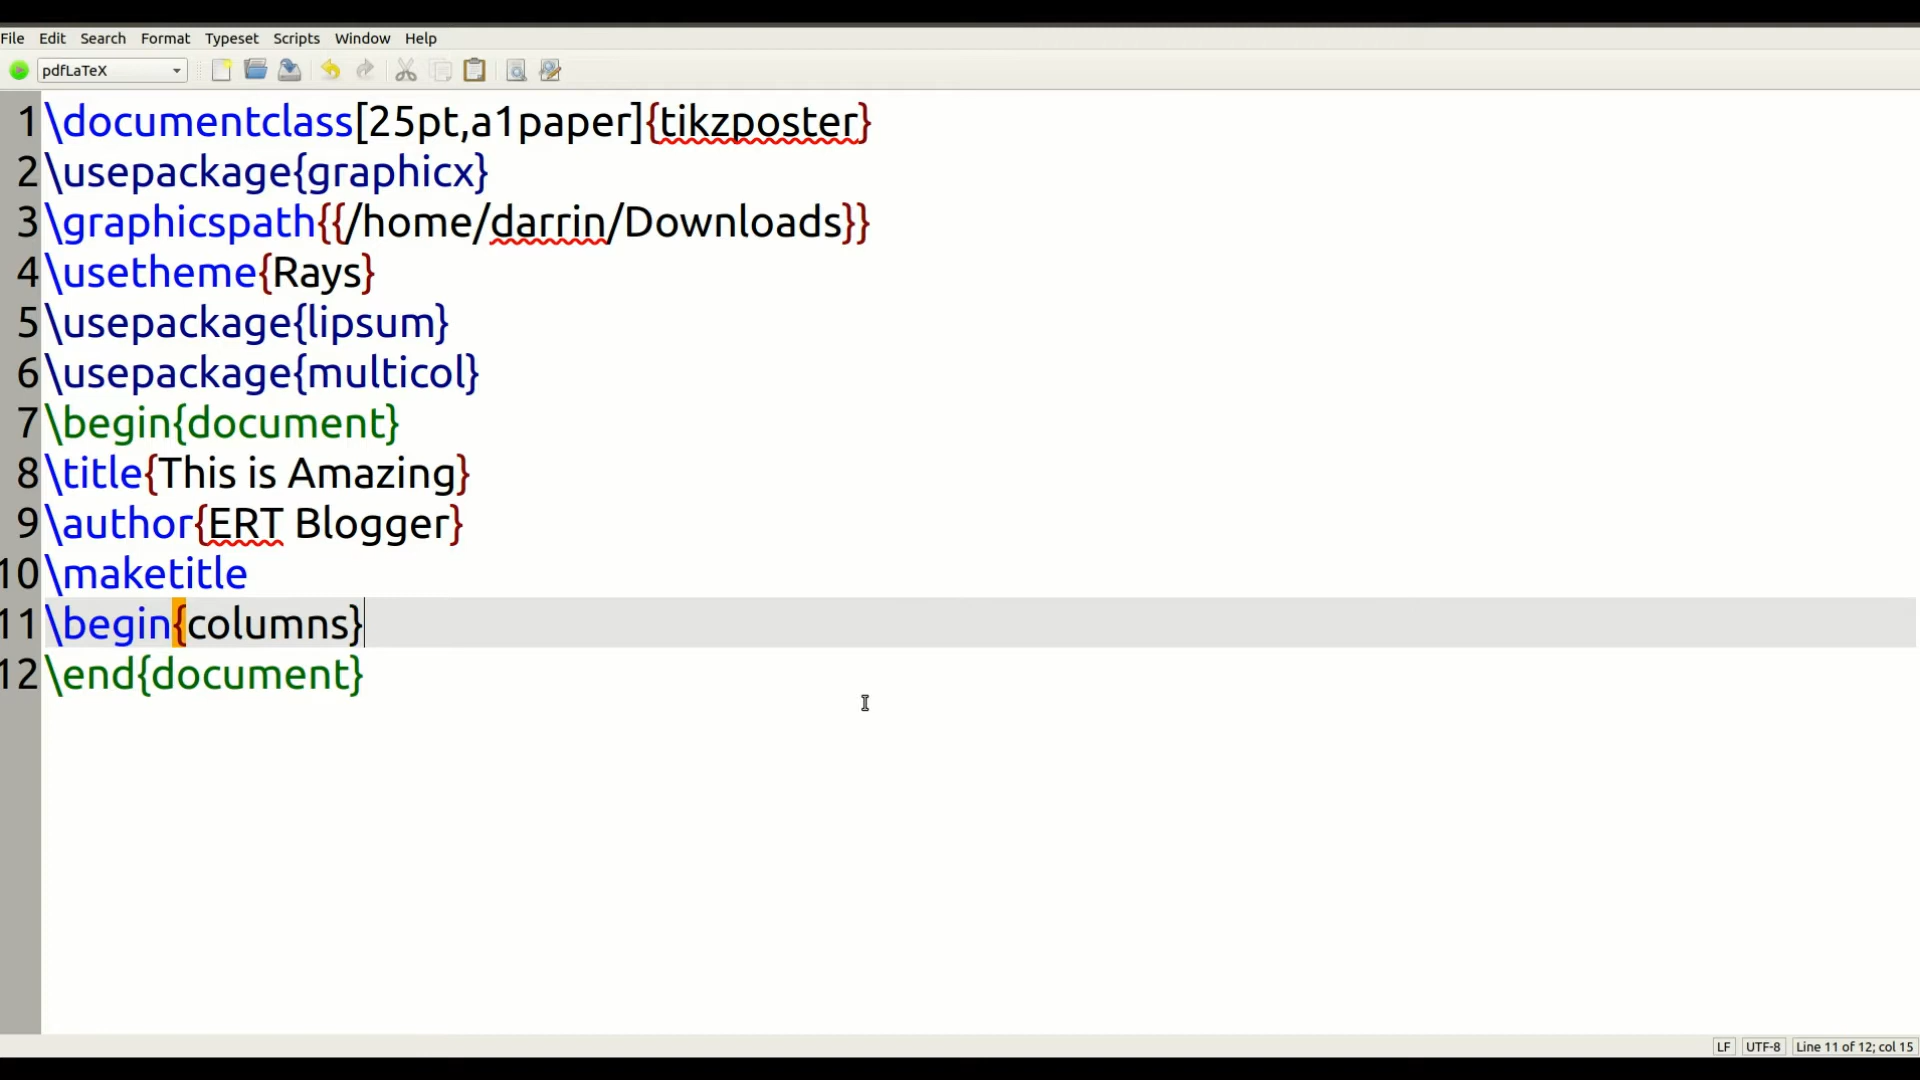 File Edit Search Format Typeset Scripts Window Help
pdfLaTeX
1 \documentclass[25pt,a1paper]{tikzposter}
2 \usepackage{graphicx}
3 \graphicspath{{/home/darrin/Downloads}}
4 \usetheme{Rays}
5 \usepackage{lipsum}
6 \usepackage{multicol}
7 \begin{document}
8 \title{This is Amazing}
9 \author{ERT Blogger}
10 \maketitle
11 \begin{columns}
12 \end{document}
LF UTF-8 Line 11 of 12; col 15